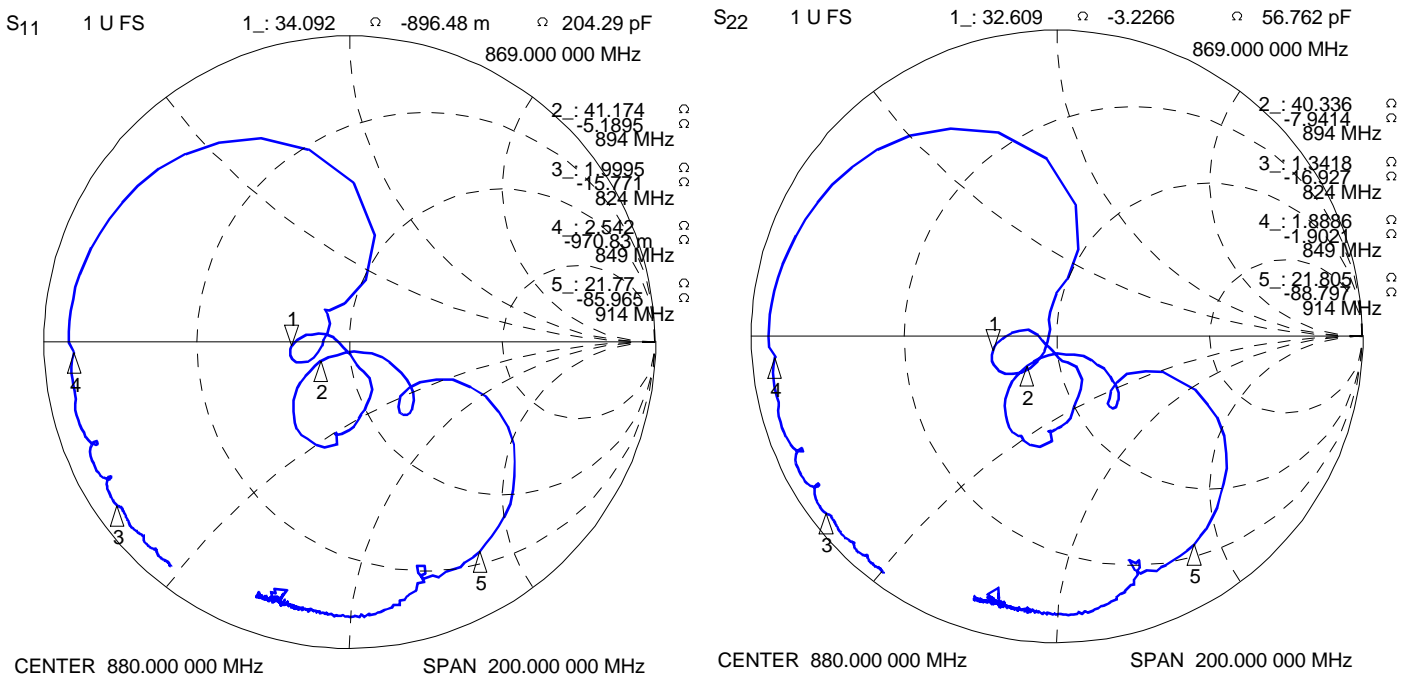 S11 1 U FS 1_: 34.092 Ω -896.48 m Ω 204.29 pF
869.000 000 MHz
2_: 41.174 Ω
-5.1895 Ω
894 MHz
3_: 1.9995 Ω
-15.771 Ω
824 MHz
4_: 2.542 Ω
-970.83 m Ω
849 MHz
5_: 21.77 Ω
-85.965 Ω
914 MHz
1
2
4
3
5
CENTER 880.000 000 MHz SPAN 200.000 000 MHz
S22 1 U FS 1_: 32.609 Ω -3.2266 Ω 56.762 pF
869.000 000 MHz
2_: 40.336 Ω
-7.9414 Ω
894 MHz
3_: 1.3418 Ω
-16.927 Ω
824 MHz
4_: 1.8886 Ω
-1.9021 Ω
849 MHz
5_: 21.805 Ω
-88.797 Ω
914 MHz
1
2
4
3
5
CENTER 880.000 000 MHz SPAN 200.000 000 MHz